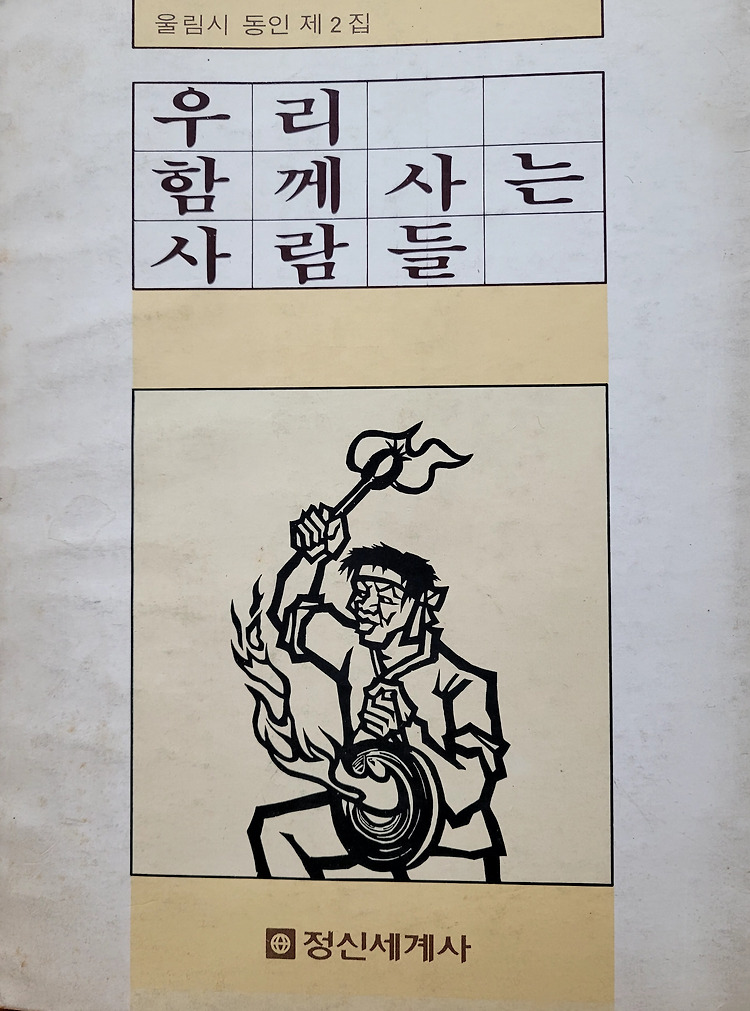 울림시 동인 제2집
우리
함께사는
사람들
정신세계사